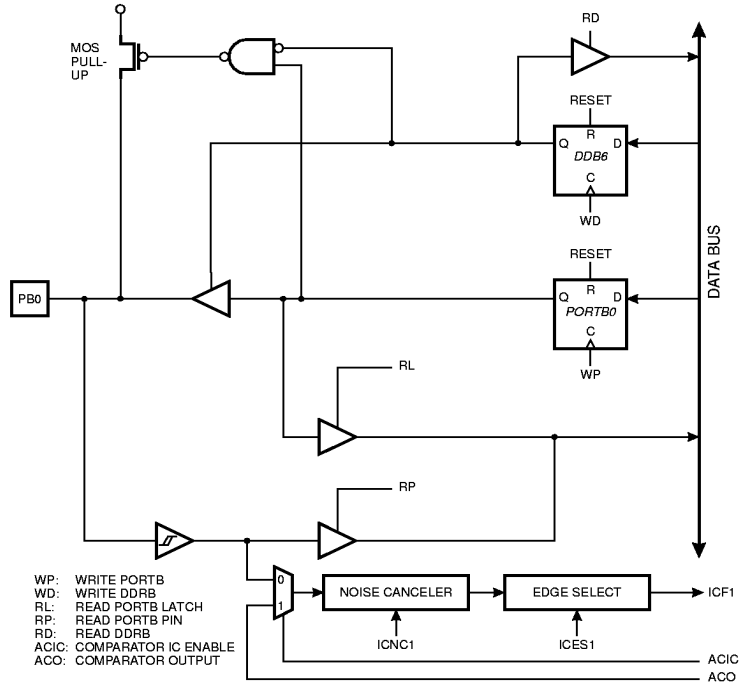 RD
MOS
PULL-
UP
RESET
R
Q
D
DDB6
C
WD
DATA BUS
RESET
R
Q
D
PB0
PORTB0
C
WP
RL
RP
0
1
NOISE CANCELER
EDGE SELECT
ICF1
ICNC1
ICES1
ACIC
ACO
WP: WRITE PORTB
WD: WRITE DDRB
RL: READ PORTB LATCH
RP: READ PORTB PIN
RD: READ DDRB
ACIC: COMPARATOR IC ENABLE
ACO: COMPARATOR OUTPUT